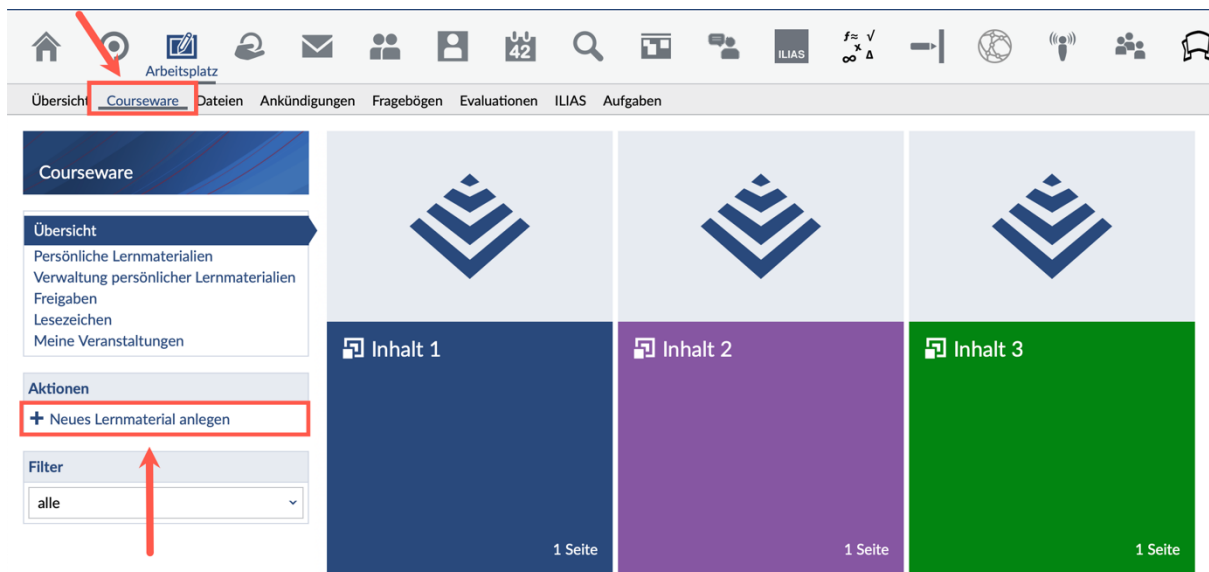 42
ILIAS
f≈ √
x
∞ Δ
Arbeitsplatz
Übersicht Courseware Dateien Ankündigungen Fragebögen Evaluationen ILIAS Aufgaben
Courseware
Übersicht
Persönliche Lernmaterialien
Verwaltung persönlicher Lernmaterialien
Freigaben
Lesezeichen
Meine Veranstaltungen
Aktionen
+ Neues Lernmaterial anlegen
Filter
alle
Inhalt 1
1 Seite
Inhalt 2
1 Seite
Inhalt 3
1 Seite